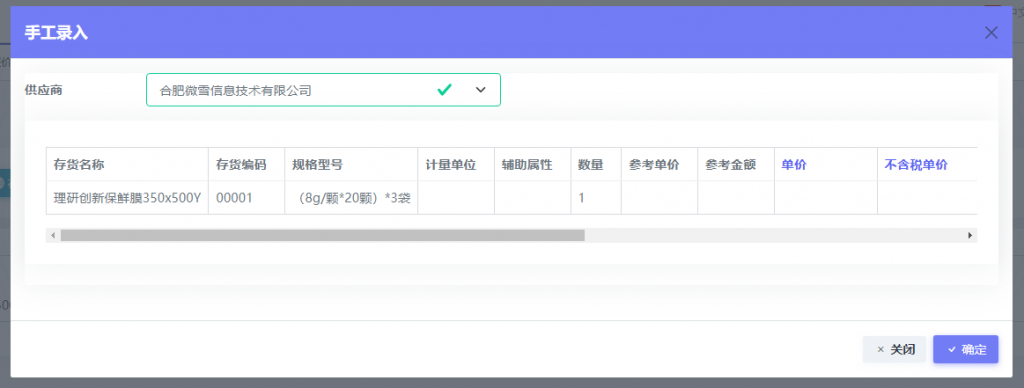 手工录入
供应商 合肥微雪信息技术有限公司
存货名称 存货编码 规格型号 计量单位 辅助属性 数量 参考单价 参考金额 单价 不含税单价
理研创新保鲜膜350x500Y 00001 （8g/颗*20颗）*3袋 1
关闭 确定